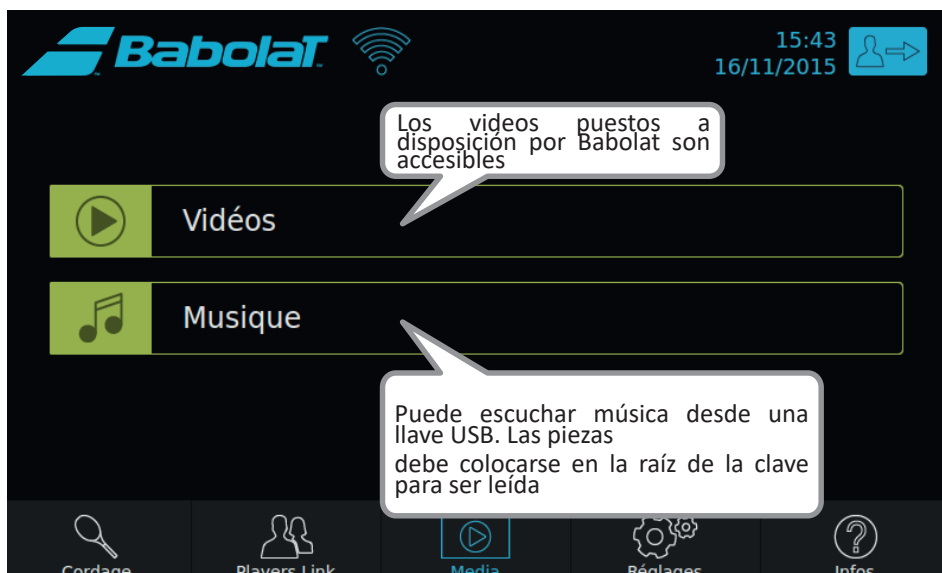 BabolaT
15:43
16/11/2015
Los videos puestos a
disposición por Babolat son
accesibles
Vidéos
Musique
Puede escuchar música desde una
llave USB. Las piezas
debe colocarse en la raíz de la clave
para ser leída
Cordage
Players Link
Media
Réglages
Infos